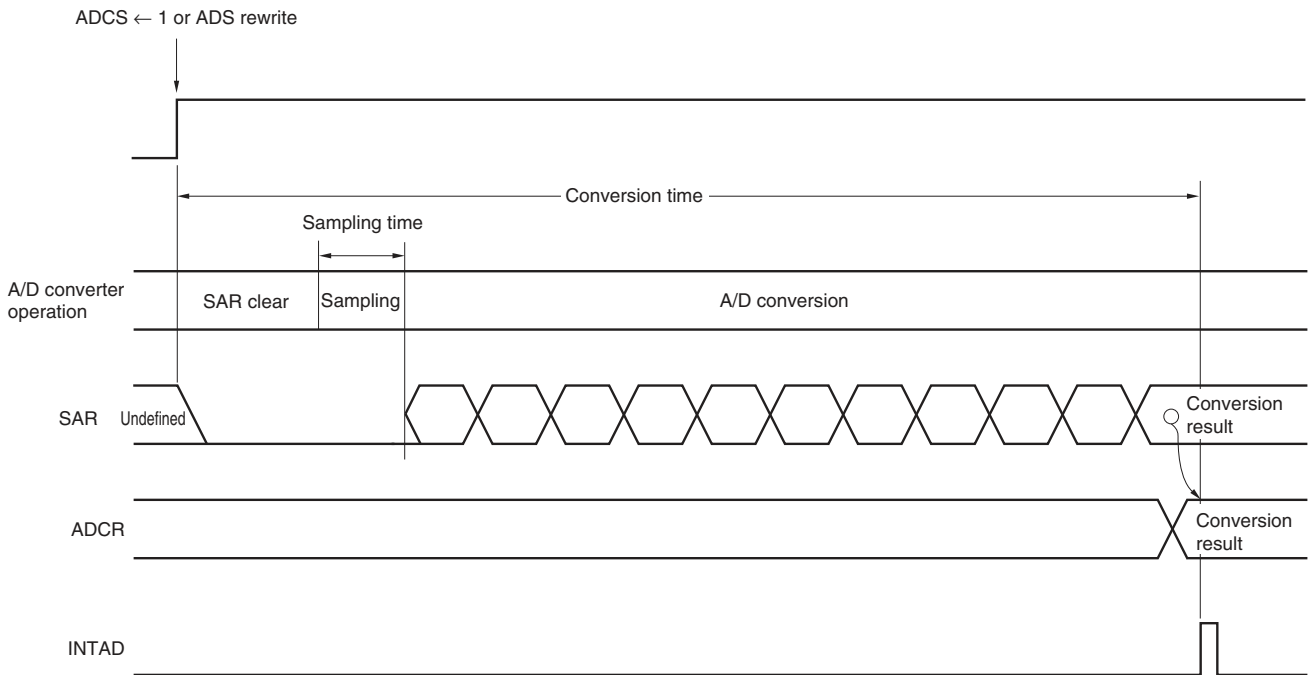 ADCS ← 1 or ADS rewrite
Conversion time
Sampling time
A/D converter
operation
SAR clear
Sampling
A/D conversion
SAR
Undefined
Conversion
result
ADCR
Conversion
result
INTAD